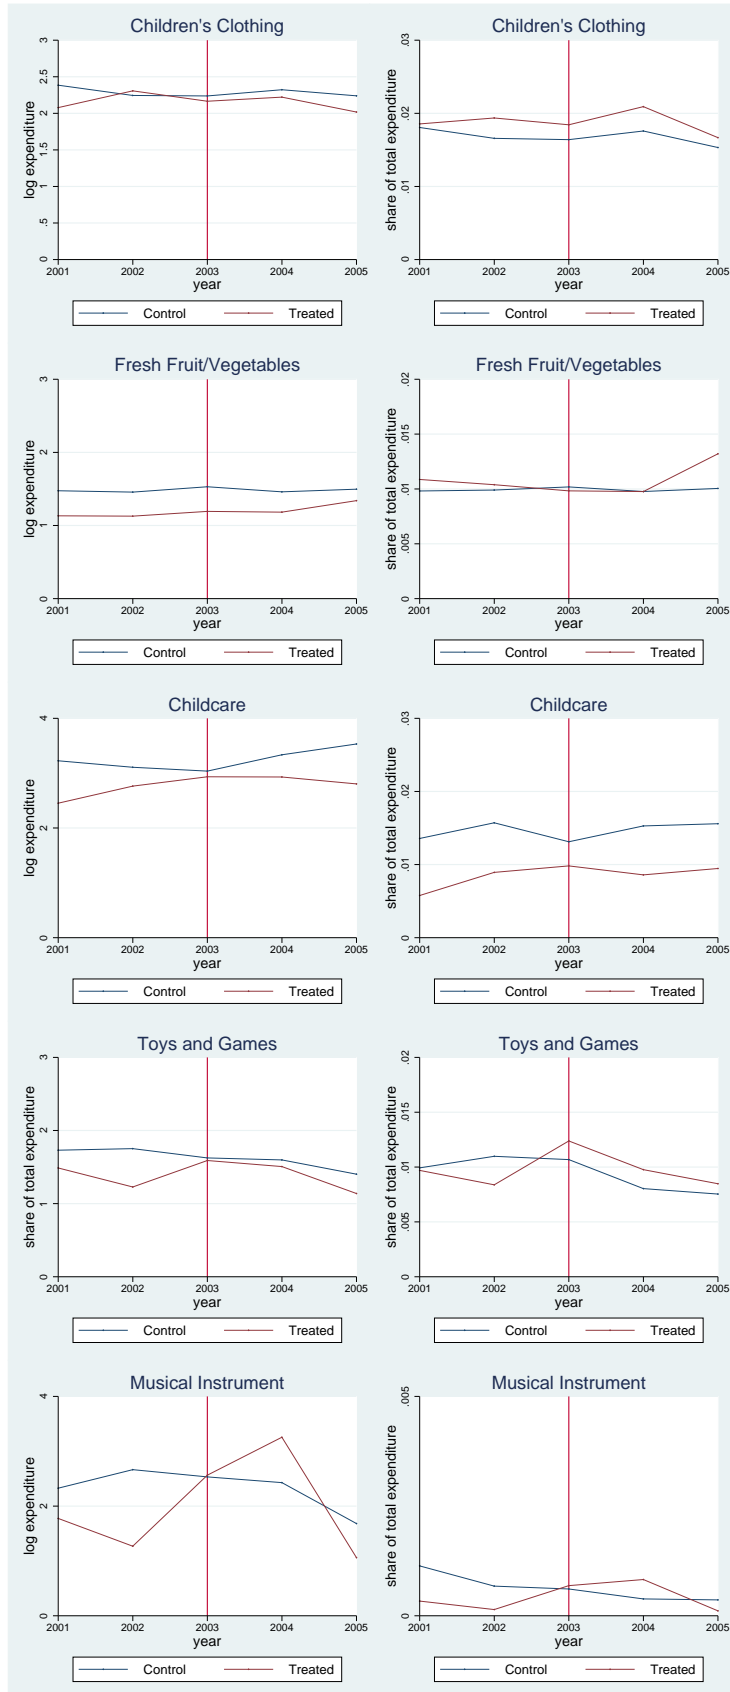 Children's Clothing
log expenditure
0 .5 1 1.5 2 2.5 3
2001 2002 2003 2004 2005
year
Control Treated
Children's Clothing
share of total expenditure
0 .01 .02 .03
2001 2002 2003 2004 2005
year
Control Treated
Fresh Fruit/Vegetables
log expenditure
0 1 2 3
2001 2002 2003 2004 2005
year
Control Treated
Fresh Fruit/Vegetables
share of total expenditure
0 .005 .01 .015 .02
2001 2002 2003 2004 2005
year
Control Treated
Childcare
log expenditure
0 2 4
2001 2002 2003 2004 2005
year
Control Treated
Childcare
share of total expenditure
0 .01 .02 .03
2001 2002 2003 2004 2005
year
Control Treated
Toys and Games
share of total expenditure
0 1 2 3
2001 2002 2003 2004 2005
year
Control Treated
Toys and Games
share of total expenditure
0 .005 .01 .015 .02
2001 2002 2003 2004 2005
year
Control Treated
Musical Instrument
log expenditure
0 2 4
2001 2002 2003 2004 2005
year
Control Treated
Musical Instrument
share of total expenditure
0 .005
2001 2002 2003 2004 2005
year
Control Treated